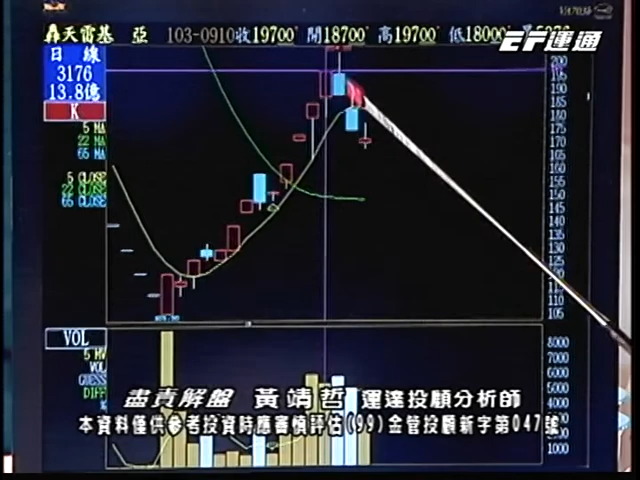 轟天雷基 亞 103-0910收19700' 開18700' 高19700' 低18000'
EF運通
日 線
3176
13.8億
K
5 MA
22 MA
65 MA
5 CLOSE
22 CLOSE
65 CLOSE
200
195
190
185
180
175
170
165
160
155
150
145
140
135
130
125
120
115
110
105
VOL
5 MV
VOL
GUESS
DIFF
8000
7000
6000
5000
4000
1000
盡責解盤 黃靖哲 運達投顧分析師
本資料僅供參考投資時應審慎評估(99)金管投顧新字第047號